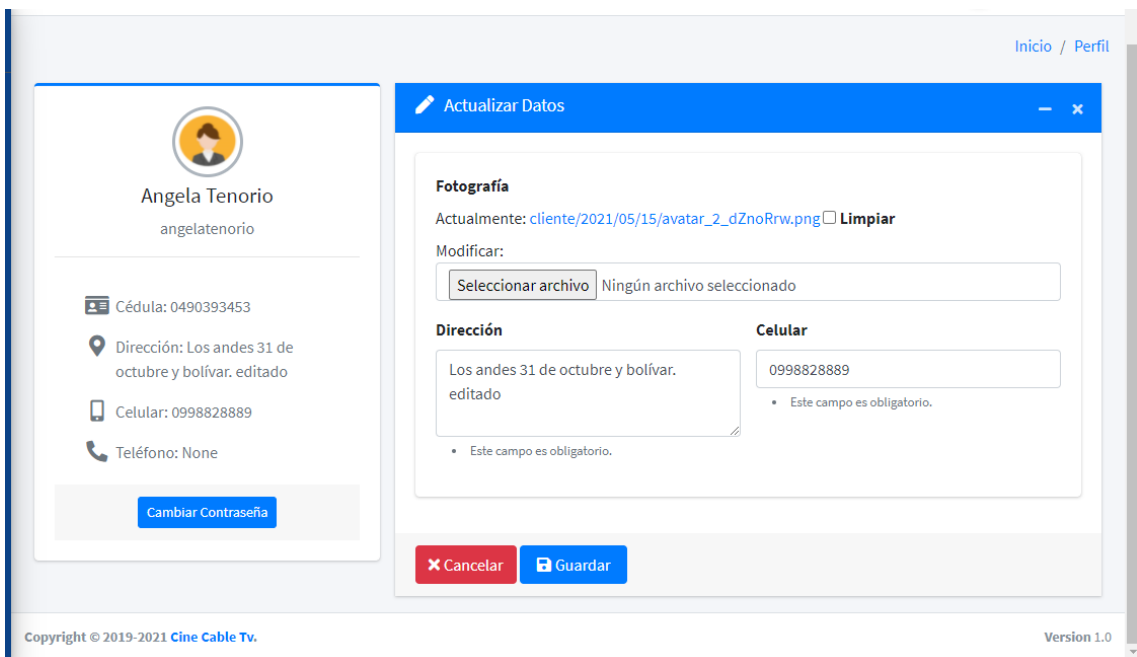 Inicio / Perfil
Angela Tenorio
angelatenorio
Cédula: 0490393453
Dirección: Los andes 31 de
octubre y bolívar. editado
Celular: 0998828889
Teléfono: None
Cambiar Contraseña
Actualizar Datos
Fotografía
Actualmente: cliente/2021/05/15/avatar_2_dZnoRrw.png Limpiar
Modificar:
Seleccionar archivo Ningún archivo seleccionado
Dirección
Los andes 31 de octubre y bolívar.
editado
Este campo es obligatorio.
Celular
0998828889
Este campo es obligatorio.
Cancelar Guardar
Copyright © 2019-2021 Cine Cable Tv. Version 1.0